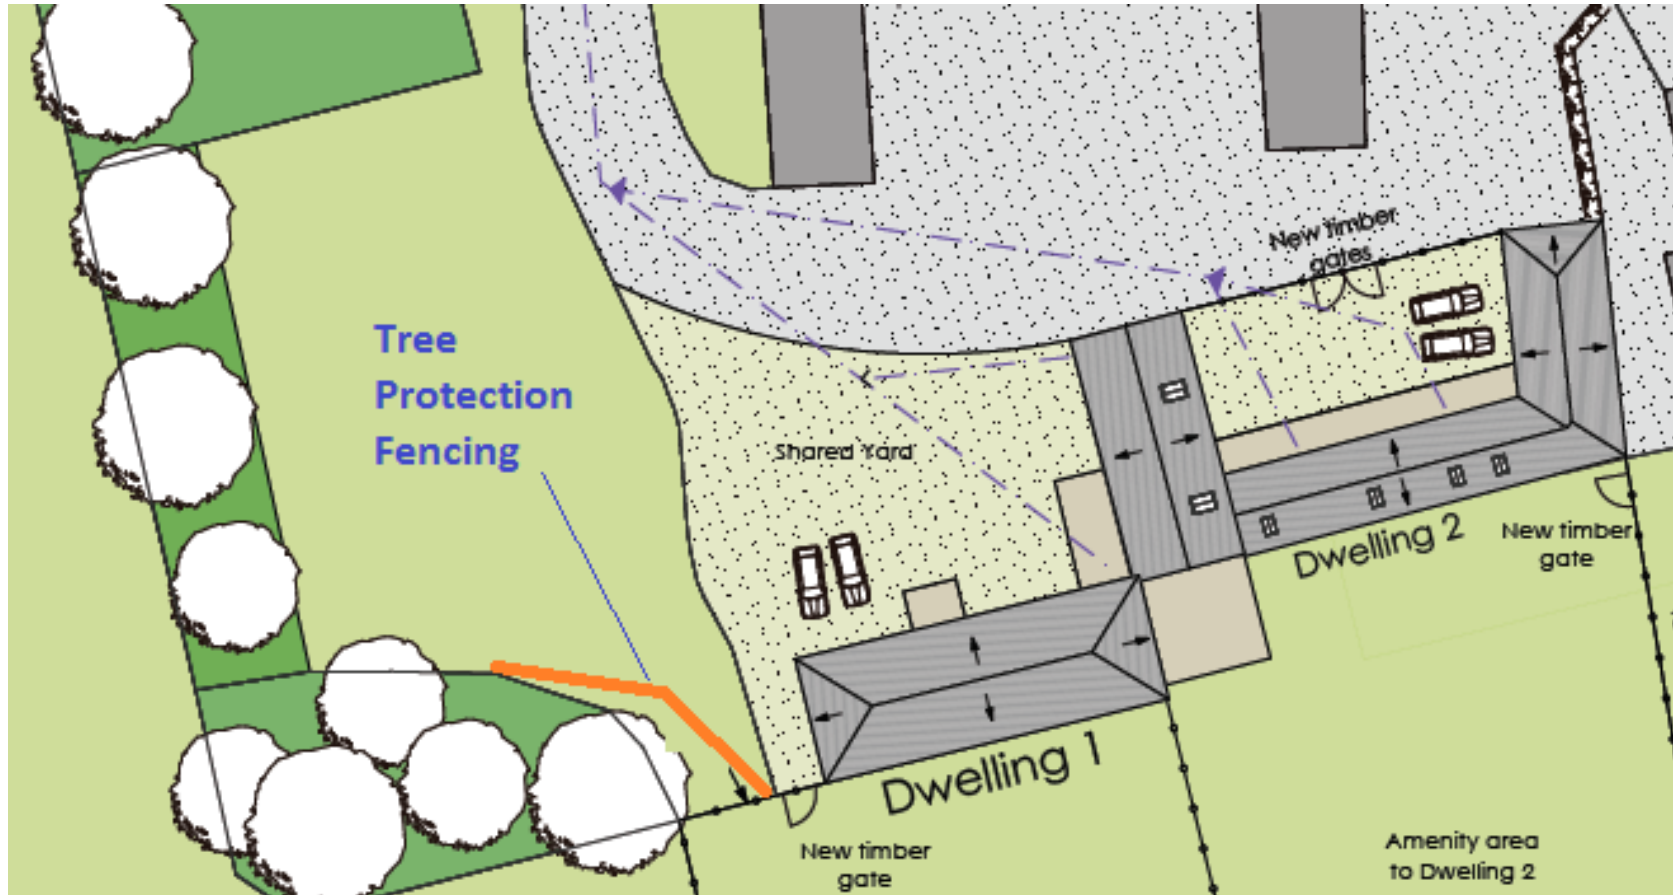 New timber
gates
Tree
Protection
Fencing
Shared Yard
Dwelling 2
New timber
gate
Dwelling 1
New timber
gate
Amenity area
to Dwelling 2